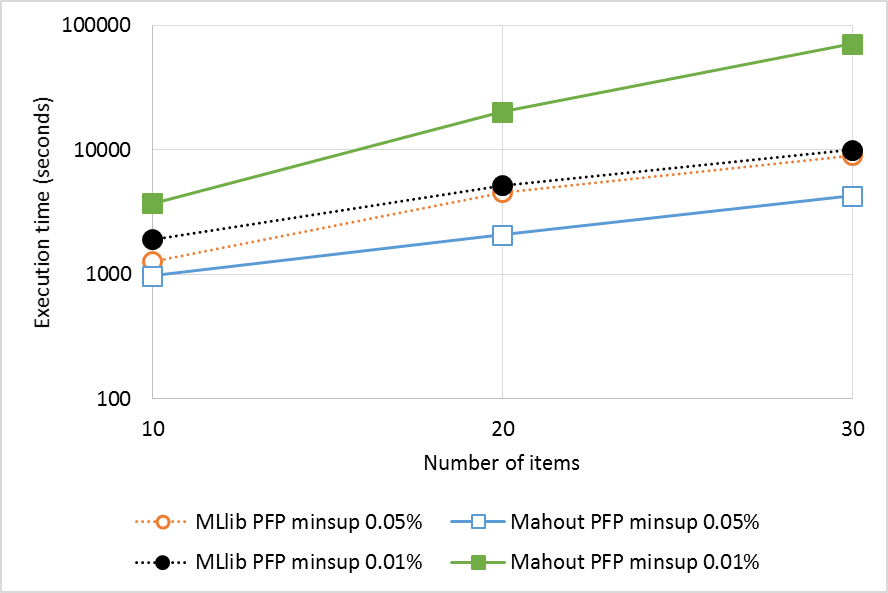 100000
10000
1000
100
Execution time (seconds)
10 20 30
Number of items
MLlib PFP minsup 0.05% Mahout PFP minsup 0.05%
MLlib PFP minsup 0.01% Mahout PFP minsup 0.01%